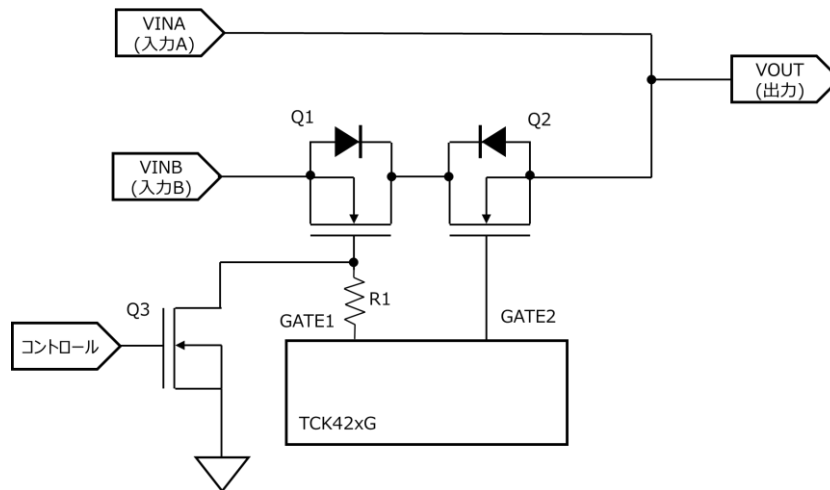 VINA
(入力A)
VOUT
(出力)
Q1
Q2
VINB
(入力B)
Q3
R1
GATE1
GATE2
コントロール
TCK42xG